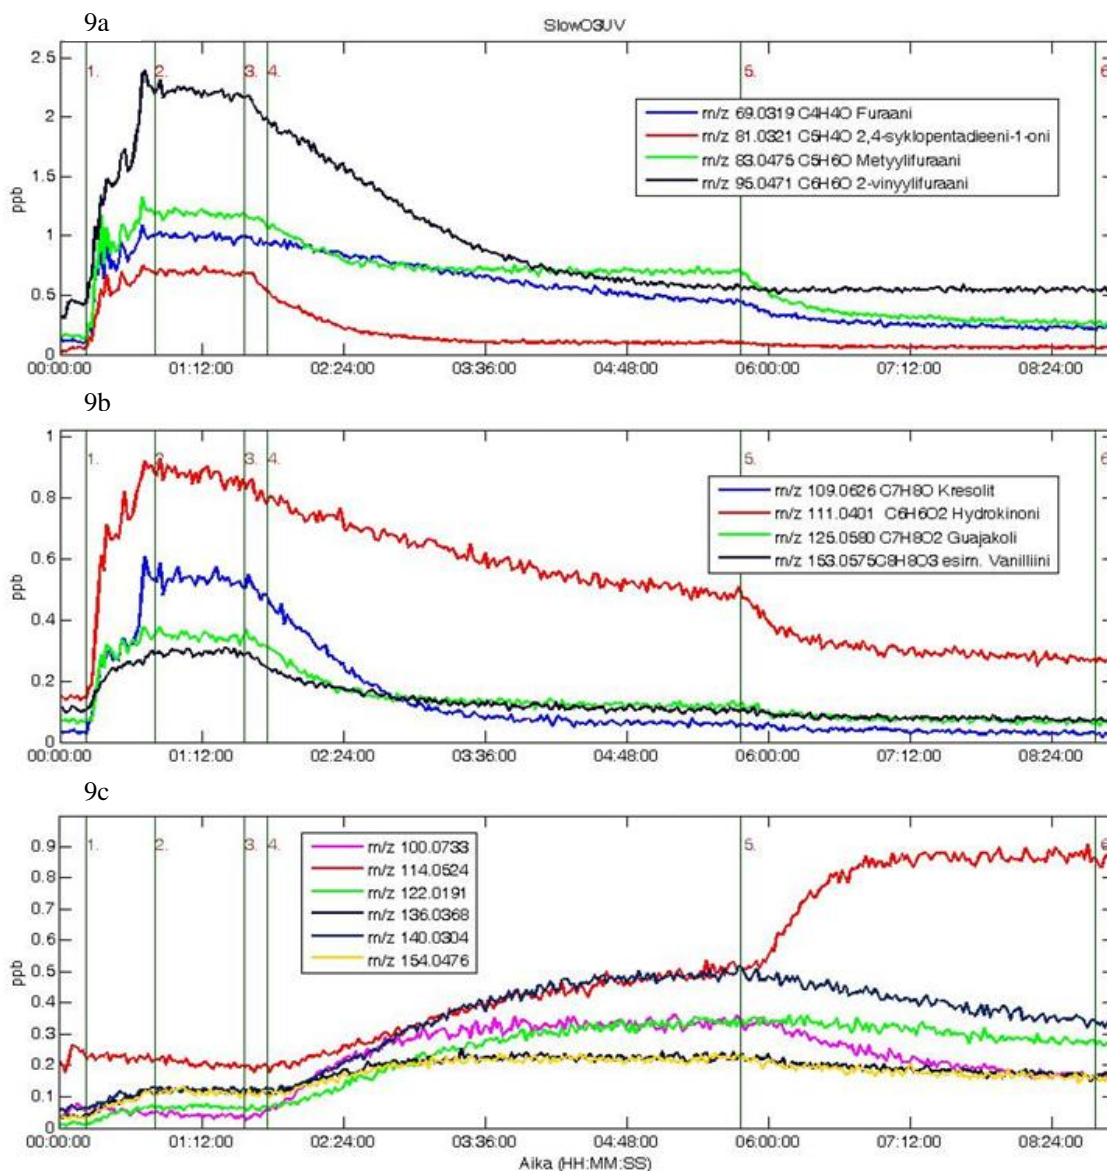 9a
SlowO3UV
2.5
2
1.5
1
0.5
0
ppb
1.
2.
3.
4.
5.
6
m/z 69.0319 C4H4O Furaani
m/z 81.0321 C5H4O 2,4-syklopentadieeni-1-oni
m/z 83.0475 C5H6O Metyylifuraani
m/z 95.0471 C6H6O 2-vinyylifuraani
00:00:00 01:12:00 02:24:00 03:36:00 04:48:00 06:00:00 07:12:00 08:24:00
9b
1
0.8
0.6
0.4
0.2
0
ppb
1.
2.
3.
4.
5.
6
m/z 109.0626 C7H8O Kresolit
m/z 111.0401 C6H6O2 Hydrokinoni
m/z 125.0580 C7H8O2 Guajakoli
m/z 153.0575C8H8O3 esim. Vanilliini
00:00:00 01:12:00 02:24:00 03:36:00 04:48:00 06:00:00 07:12:00 08:24:00
9c
0.9
0.8
0.7
0.6
0.5
0.4
0.3
0.2
0.1
0
ppb
1.
2.
3.
4.
5.
6
m/z 100.0733
m/z 114.0524
m/z 122.0191
m/z 136.0368
m/z 140.0304
m/z 154.0476
00:00:00 01:12:00 02:24:00 03:36:00 04:48:00 06:00:00 07:12:00 08:24:00
Aika (HH:MM:SS)